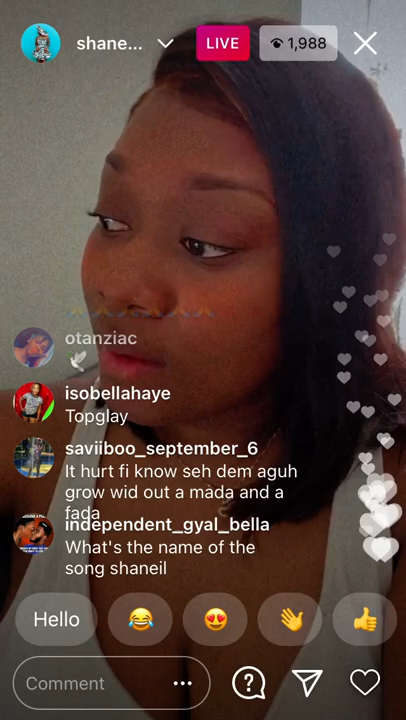 shane...
LIVE
1,988
otanziac
isobellahaye
Topglay
saviiboo_september_6
It hurt fi know seh dem aguh
grow wid out a mada and a
fada
independent_gyal_bella
What's the name of the
song shaneil
Hello
Comment